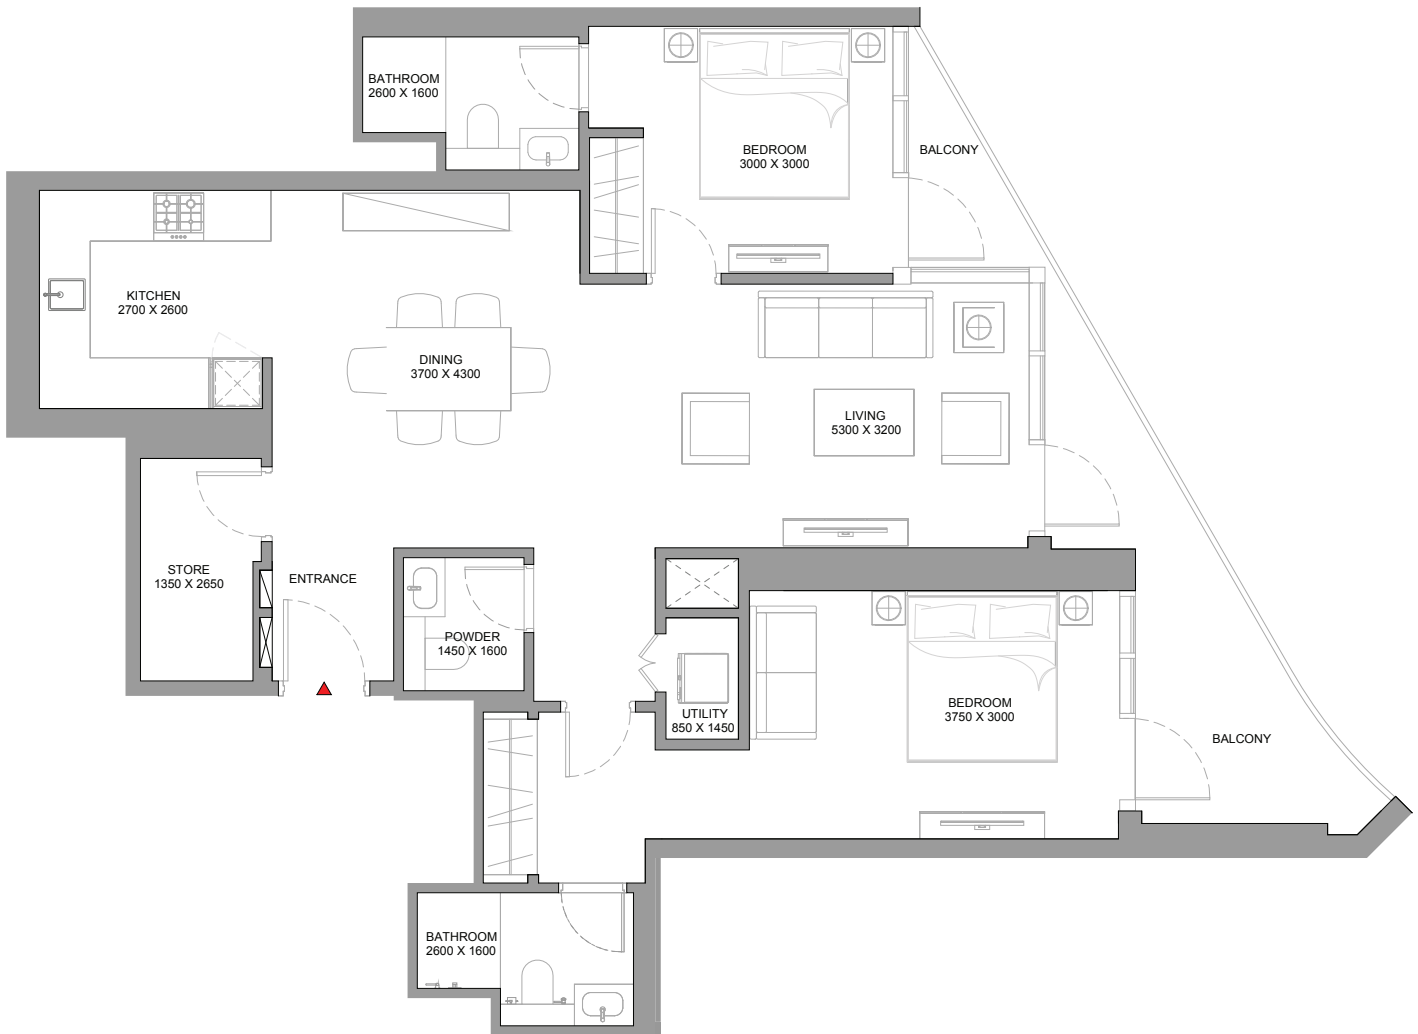 BATHROOM
2600 X 1600
BEDROOM
3000 X 3000
BALCONY
KITCHEN
2700 X 2600
DINING
3700 X 4300
LIVING
5300 X 3200
STORE
1350 X 2650
ENTRANCE
POWDER
1450 X 1600
UTILITY
850 X 1450
BEDROOM
3750 X 3000
BALCONY
BATHROOM
2600 X 1600